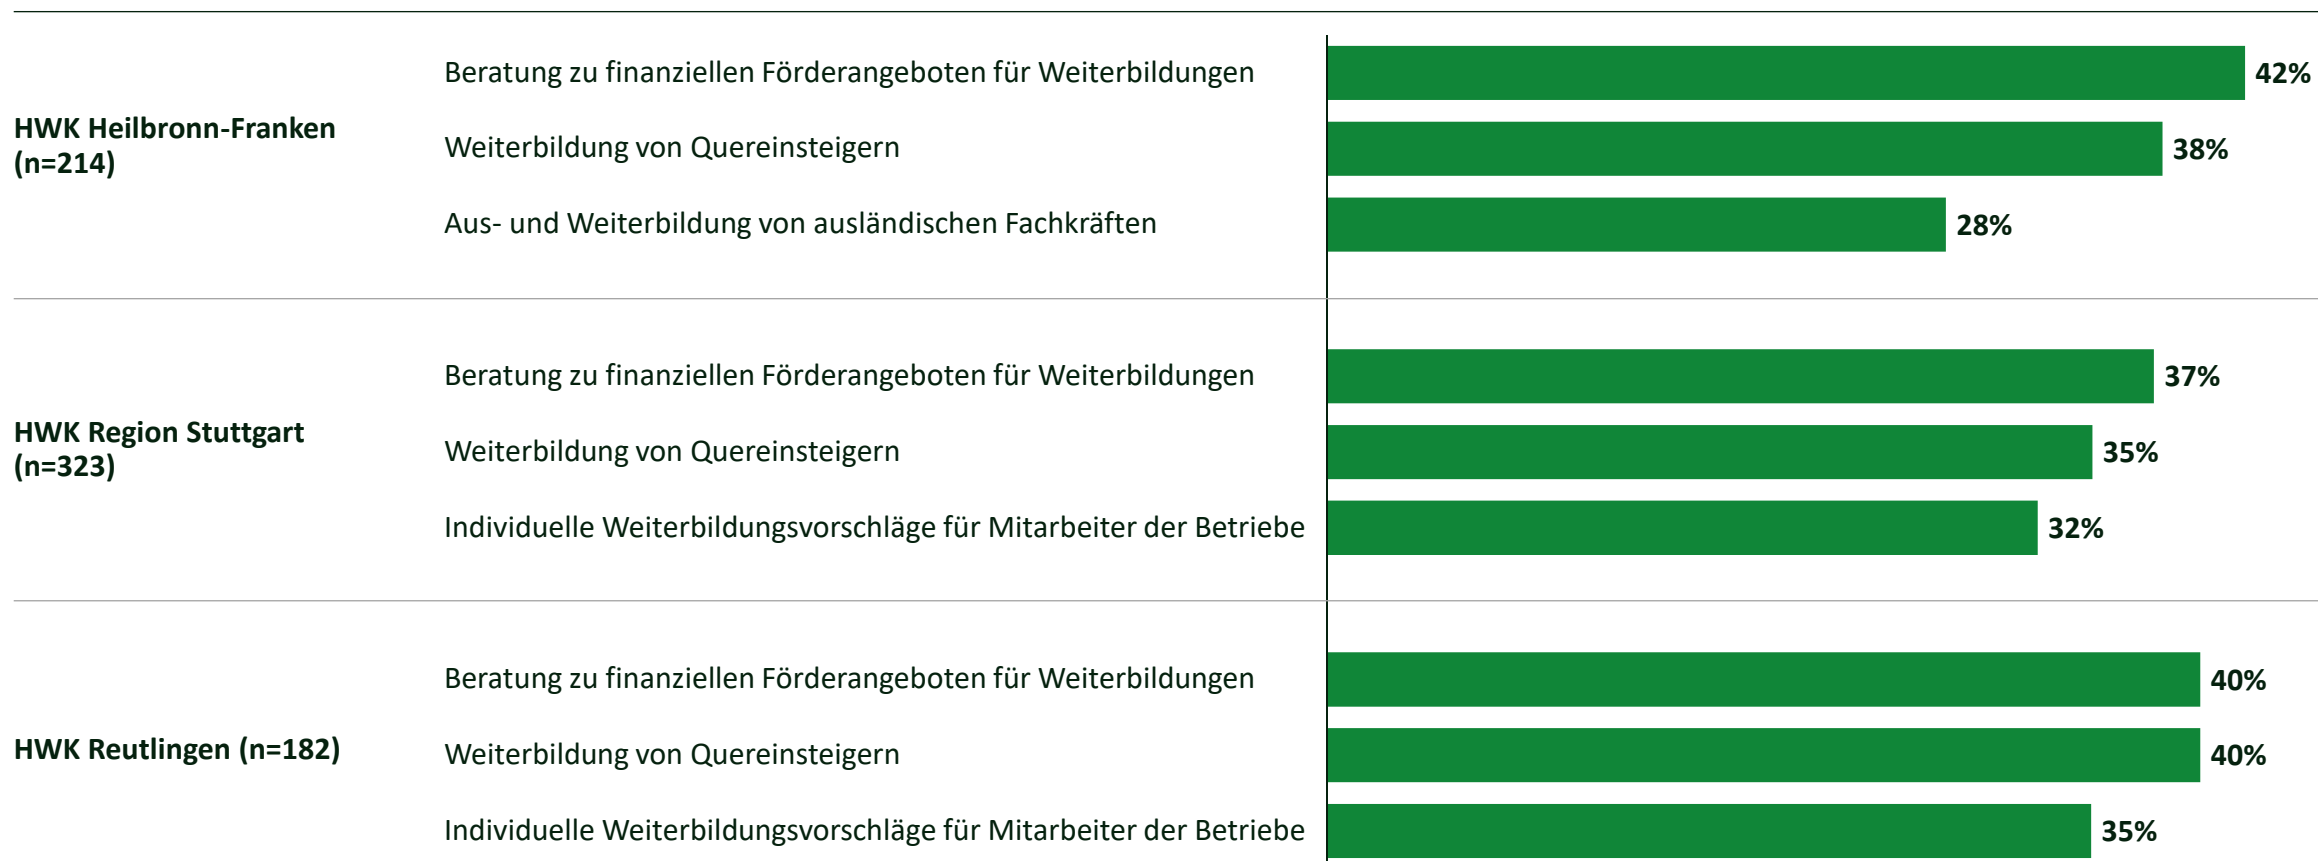 HWK Heilbronn-Franken
(n=214)
Beratung zu finanziellen Förderangeboten für Weiterbildungen 42%
Weiterbildung von Quereinsteigern 38%
Aus- und Weiterbildung von ausländischen Fachkräften 28%
HWK Region Stuttgart
(n=323)
Beratung zu finanziellen Förderangeboten für Weiterbildungen 37%
Weiterbildung von Quereinsteigern 35%
Individuelle Weiterbildungsvorschläge für Mitarbeiter der Betriebe 32%
HWK Reutlingen (n=182)
Beratung zu finanziellen Förderangeboten für Weiterbildungen 40%
Weiterbildung von Quereinsteigern 40%
Individuelle Weiterbildungsvorschläge für Mitarbeiter der Betriebe 35%